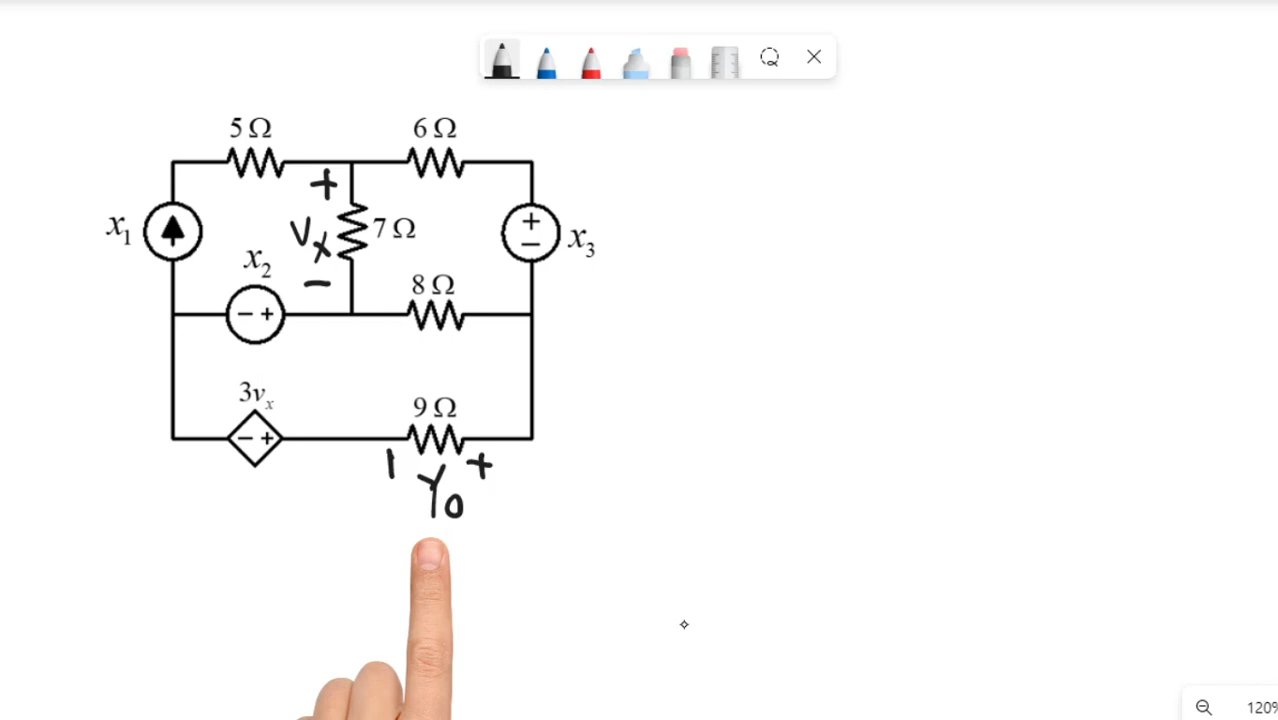 5 Ω 6 Ω
+
x₁ Vx 7 Ω + − x₃
−
x₂ 8 Ω
− +
3vₓ 9 Ω
− +
− Yo +
120%